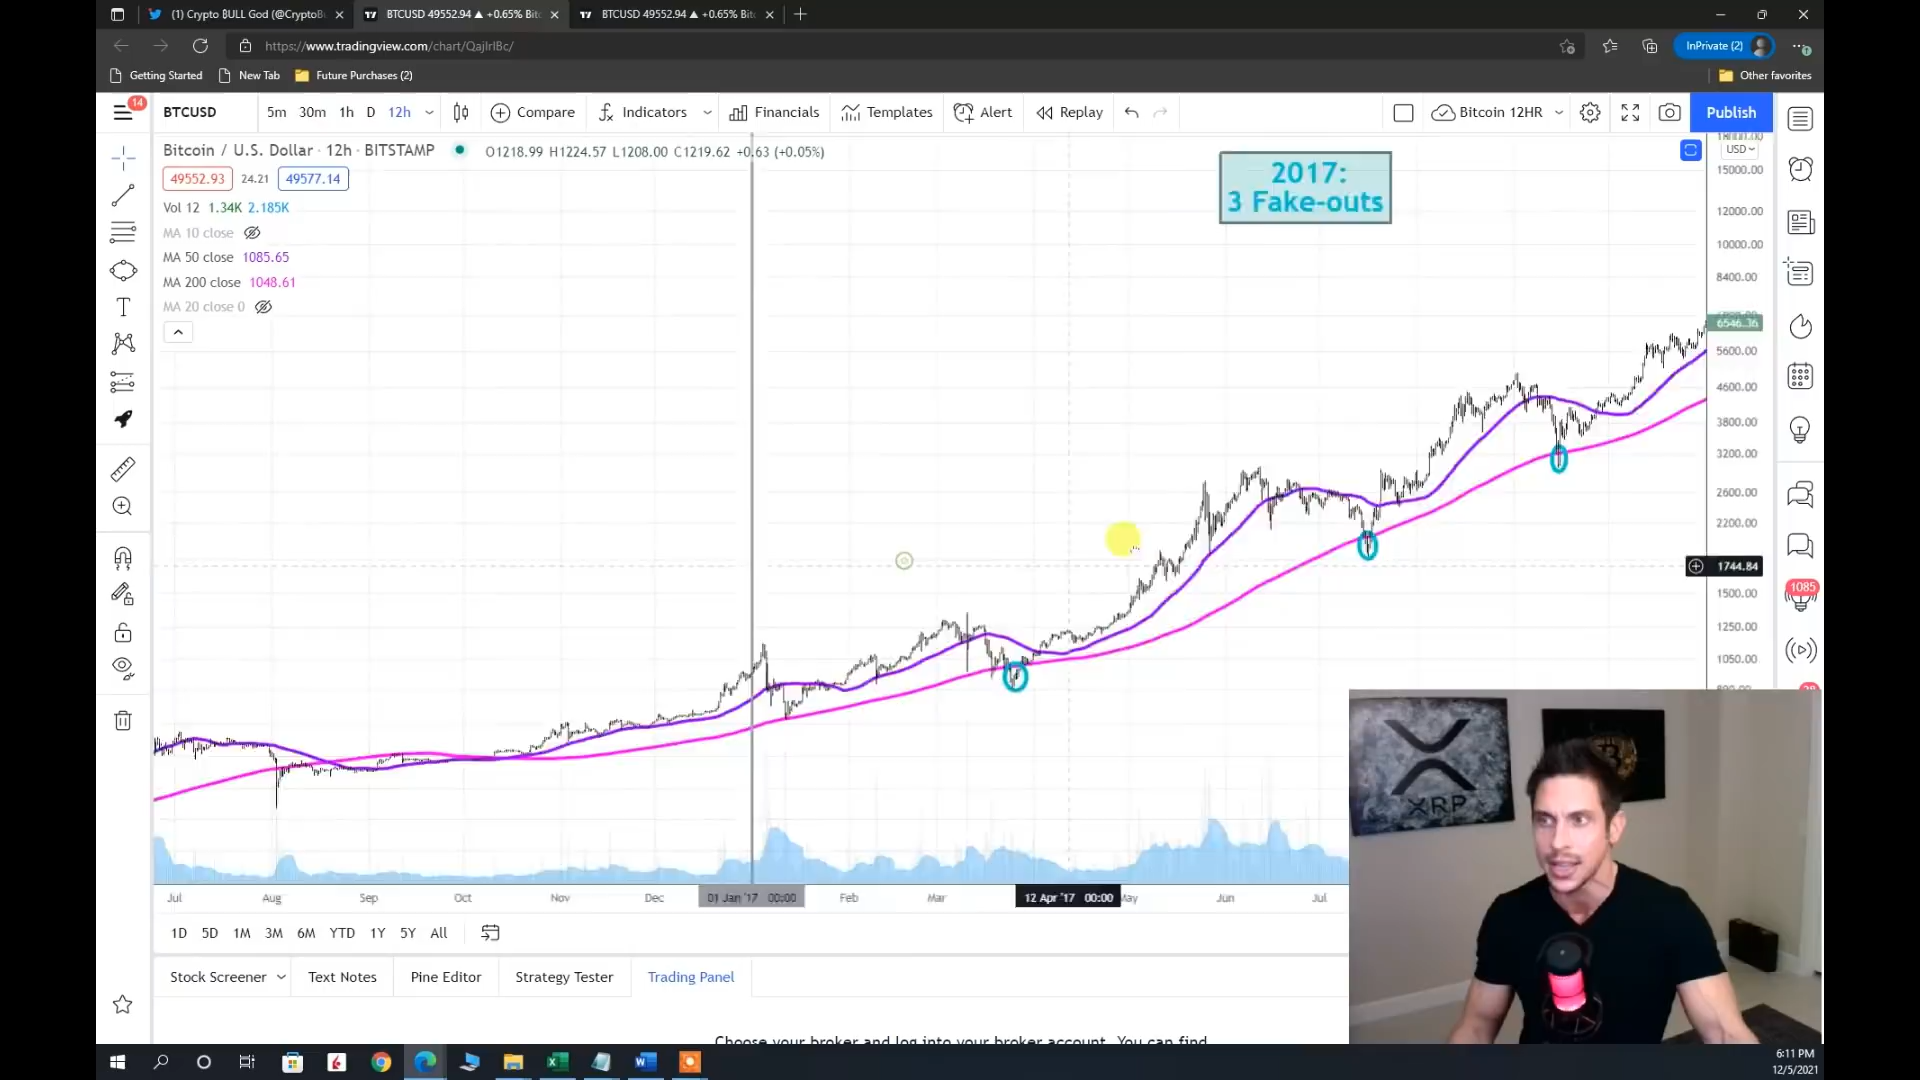 (1) Crypto BULL God (@CryptoBu
BTCUSD 49552.94 ▲ +0.65% Bitc
BTCUSD 49552.94 ▲ +0.65% Bitc
https://www.tradingview.com/chart/QajlrlBc/
InPrivate (2)
Getting Started
New Tab
Future Purchases (2)
Other favorites
14
BTCUSD
5m 30m 1h D 12h
Compare
Indicators
Financials
Templates
Alert
Replay
Bitcoin 12HR
Publish
Bitcoin / U.S. Dollar · 12h · BITSTAMP
O1218.99 H1224.57 L1208.00 C1219.62 +0.63 (+0.05%)
49552.93 24.21 49577.14
Vol 12 1.34K 2.185K
MA 10 close
MA 50 close 1085.65
MA 200 close 1048.61
MA 20 close 0
2017:
3 Fake-outs
18000.00
USD
15000.00
12000.00
10000.00
8400.00
6546.36
5600.00
4600.00
3800.00
3200.00
2600.00
2200.00
1744.84
1500.00
1250.00
1050.00
1085
Jul Aug Sep Oct Nov Dec 01 Jan '17 00:00 Feb Mar 12 Apr '17 00:00 May Jun Jul
1D 5D 1M 3M 6M YTD 1Y 5Y All
Stock Screener
Text Notes
Pine Editor
Strategy Tester
Trading Panel
Choose your broker and log into your broker account. You can find
XRP
6:11 PM
12/5/2021